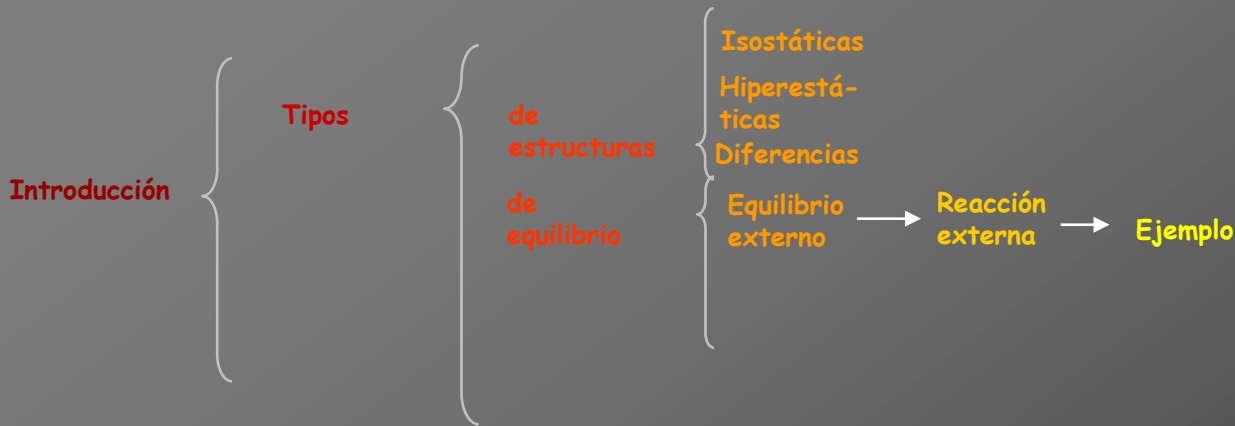 Introducción
Tipos
de
estructuras
Isostáticas
Hiperestá-
ticas
Diferencias
de
equilibrio
Equilibrio
externo
Reacción
externa
Ejemplo